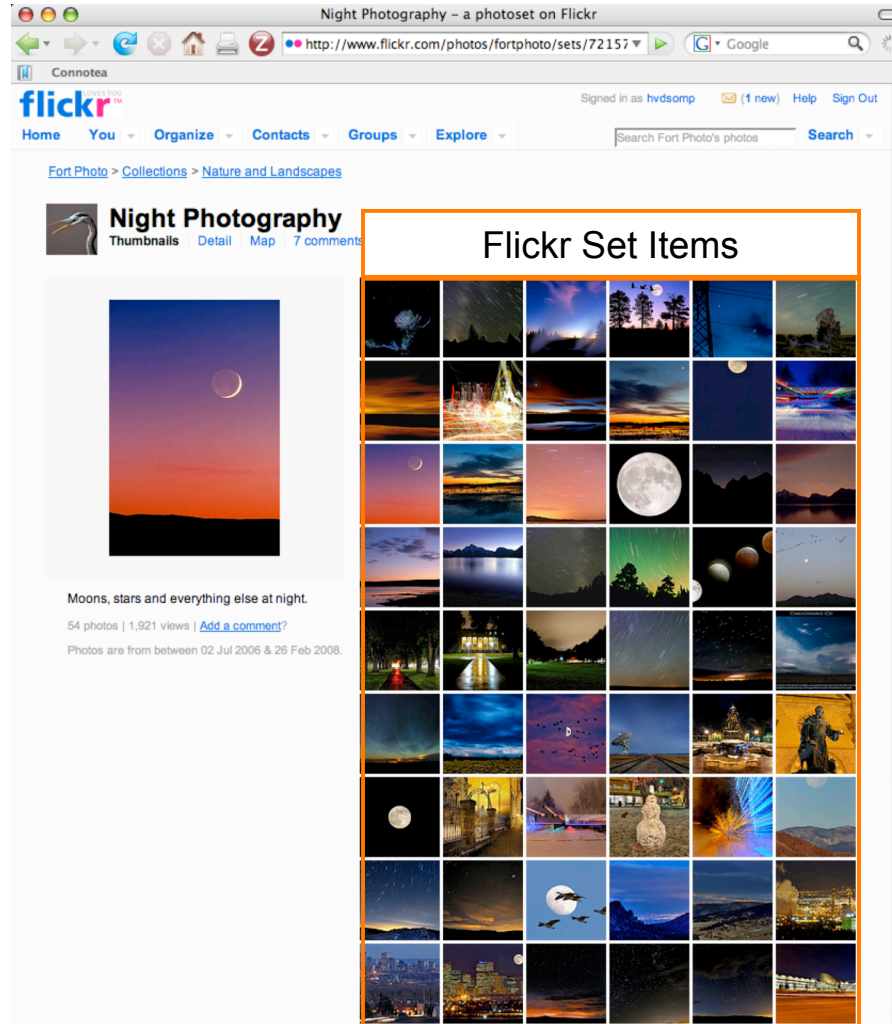 Night Photography – a photoset on Flickr
http://www.flickr.com/photos/fortphoto/sets/72157
G Google
Connotea
LOVES YOU
flickr™
Signed in as hvdsomp (1 new) Help Sign Out
Home You Organize Contacts Groups Explore
Search Fort Photo's photos Search
Fort Photo > Collections > Nature and Landscapes
Night Photography
Thumbnails Detail Map 7 comments
Flickr Set Items
Moons, stars and everything else at night.
54 photos | 1,921 views | Add a comment?
Photos are from between 02 Jul 2006 & 26 Feb 2008.